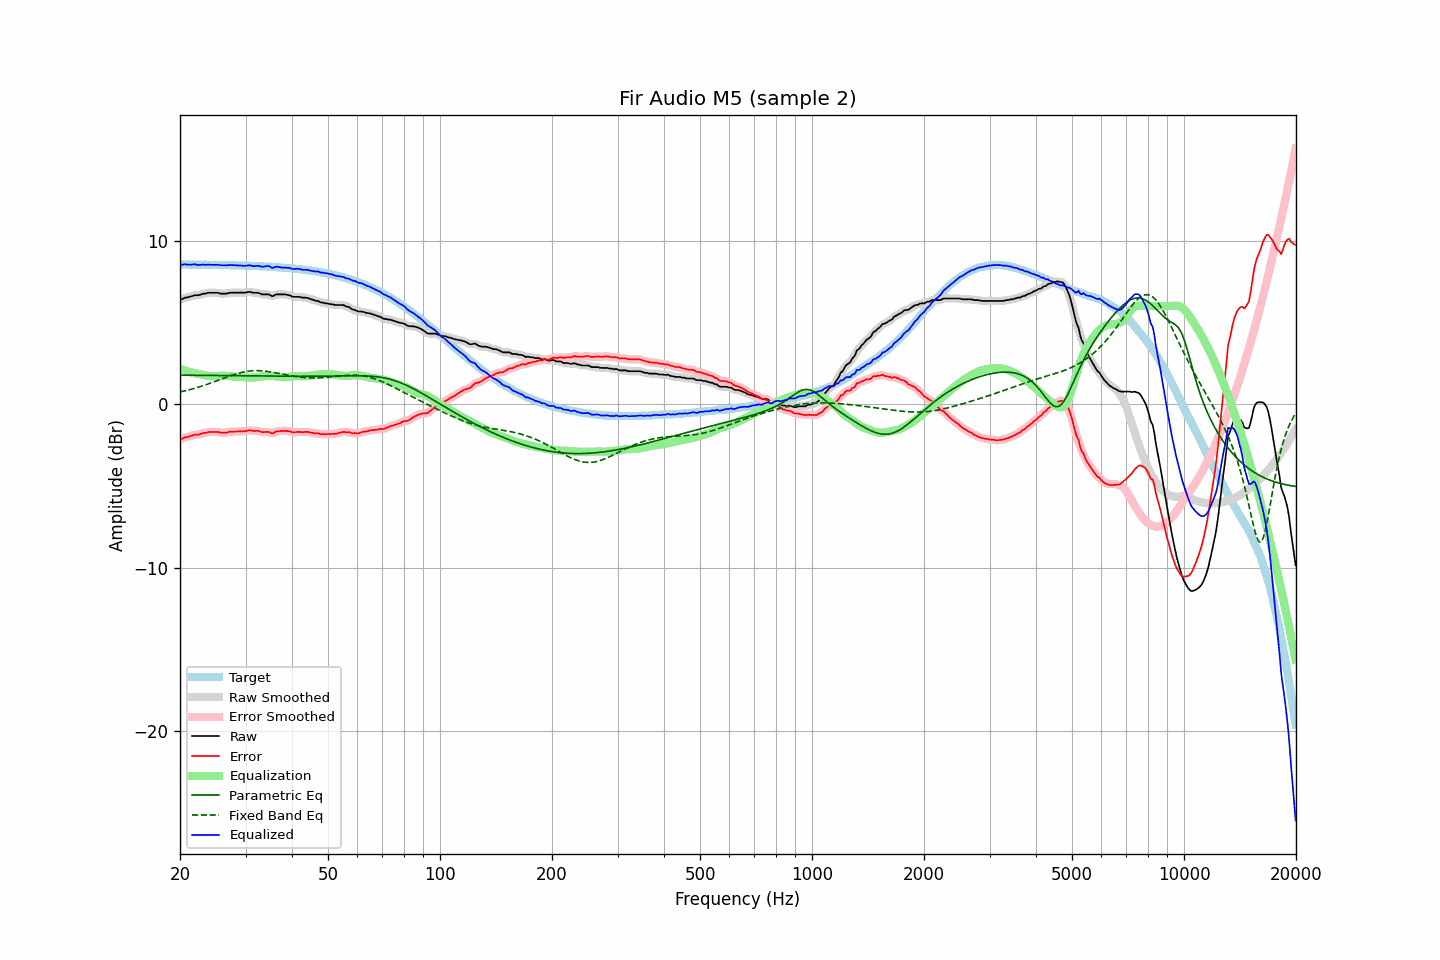 Fir Audio M5 (sample 2)
Amplitude (dBr)
10
0
−10
−20
Target
Raw Smoothed
Error Smoothed
Raw
Error
Equalization
Parametric Eq
Fixed Band Eq
Equalized
20 50 100 200 500 1000 2000 5000 10000 20000
Frequency (Hz)